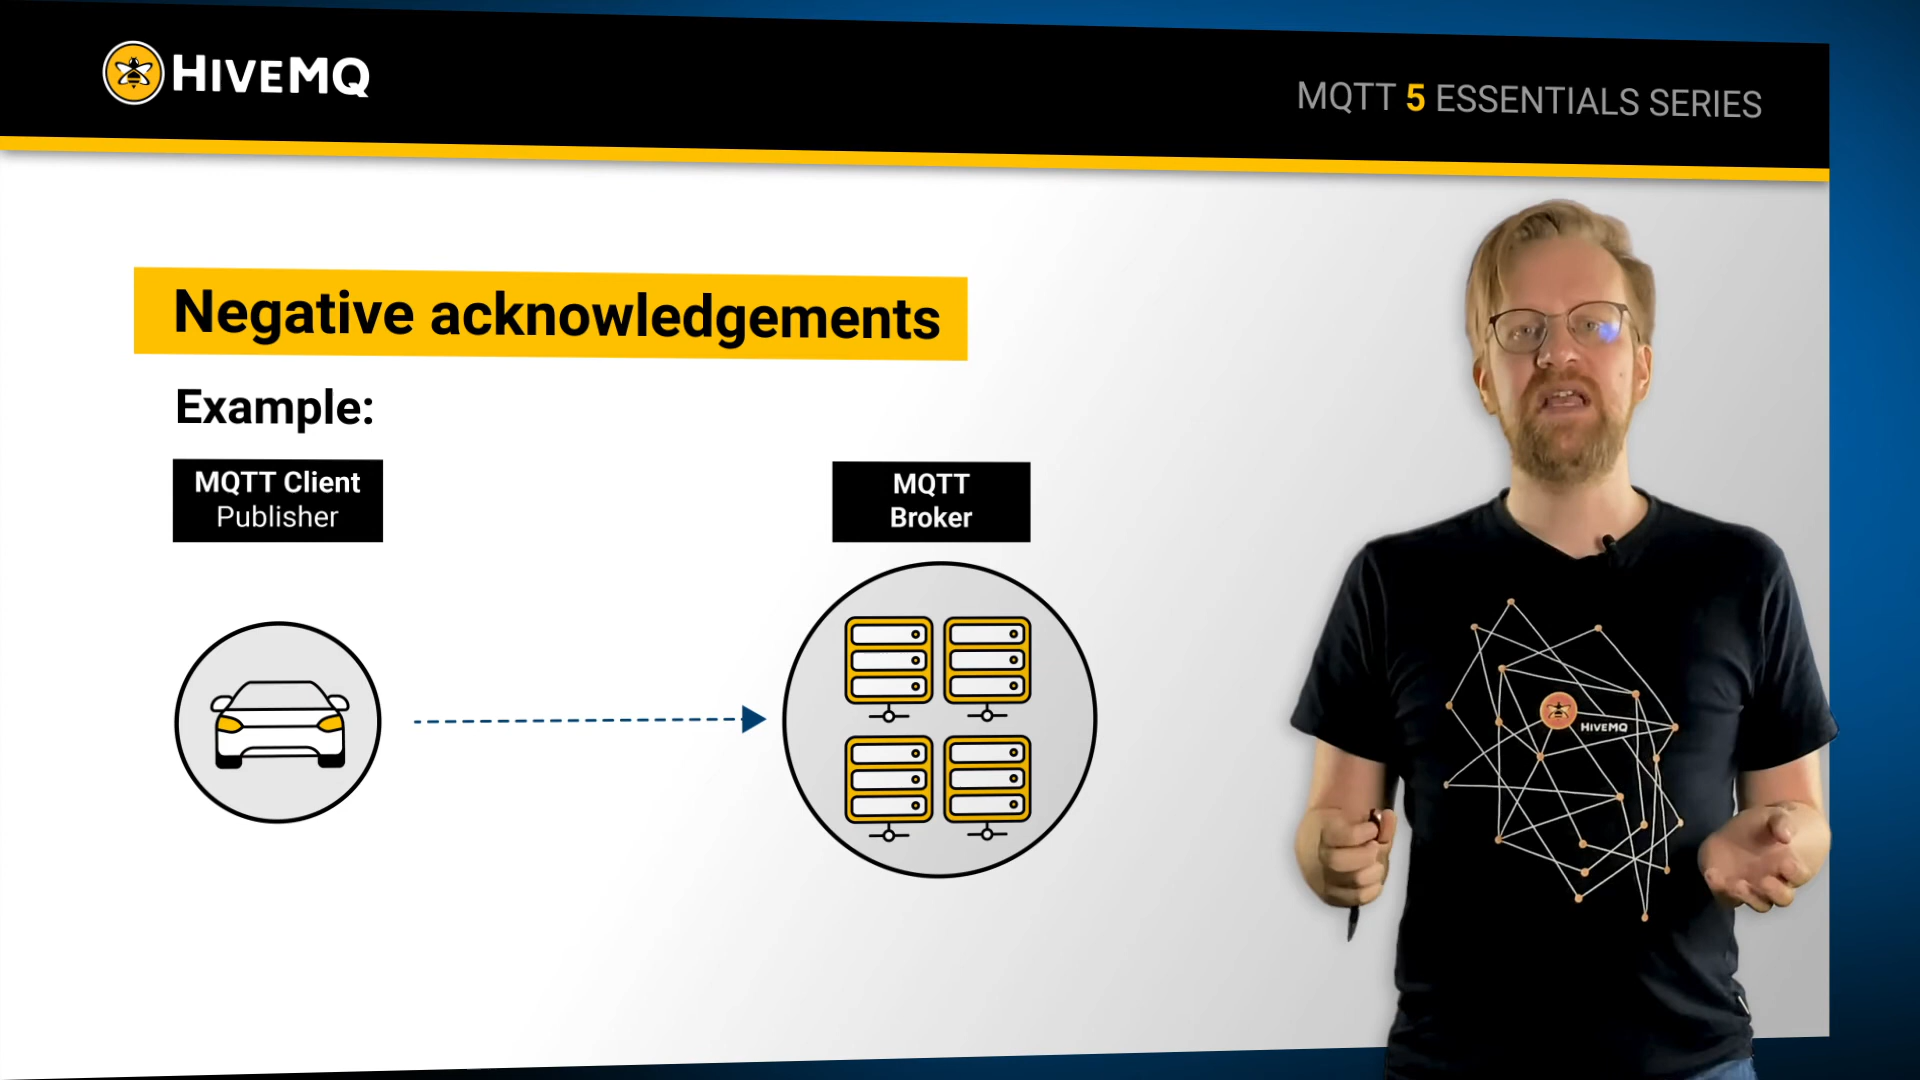 HIVEMQ
MQTT 5 ESSENTIALS SERIES
Negative acknowledgements
Example:
MQTT Client
Publisher
MQTT
Broker
HIVEMQ